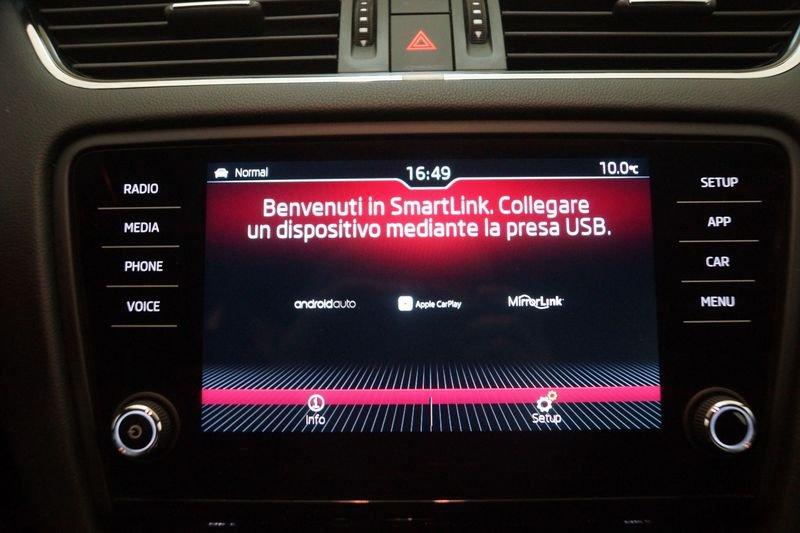 Normal
16:49
10.0°C
Benvenuti in SmartLink. Collegare
un dispositivo mediante la presa USB.
androidauto
Apple CarPlay
MirrorLink
Info
Setup
RADIO
MEDIA
PHONE
VOICE
SETUP
APP
CAR
MENU